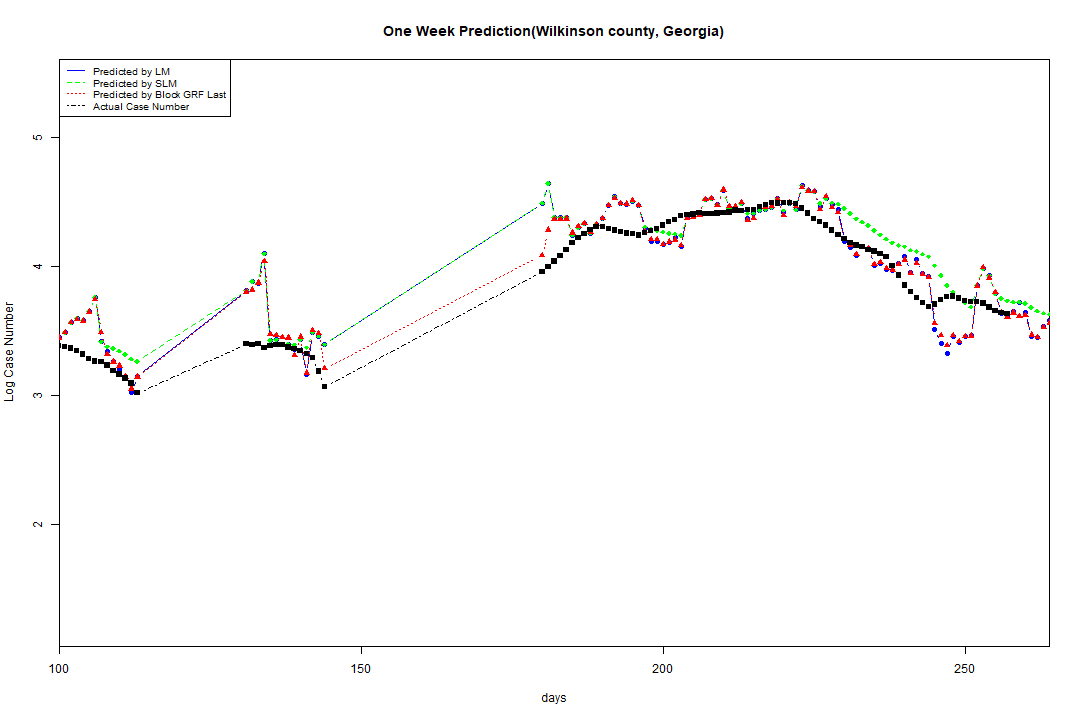 One Week Prediction(Wilkinson county, Georgia)
Predicted by LM
Predicted by SLM
Predicted by Block GRF Last
Actual Case Number
5
4
3
2
Log Case Number
100
150
200
250
days